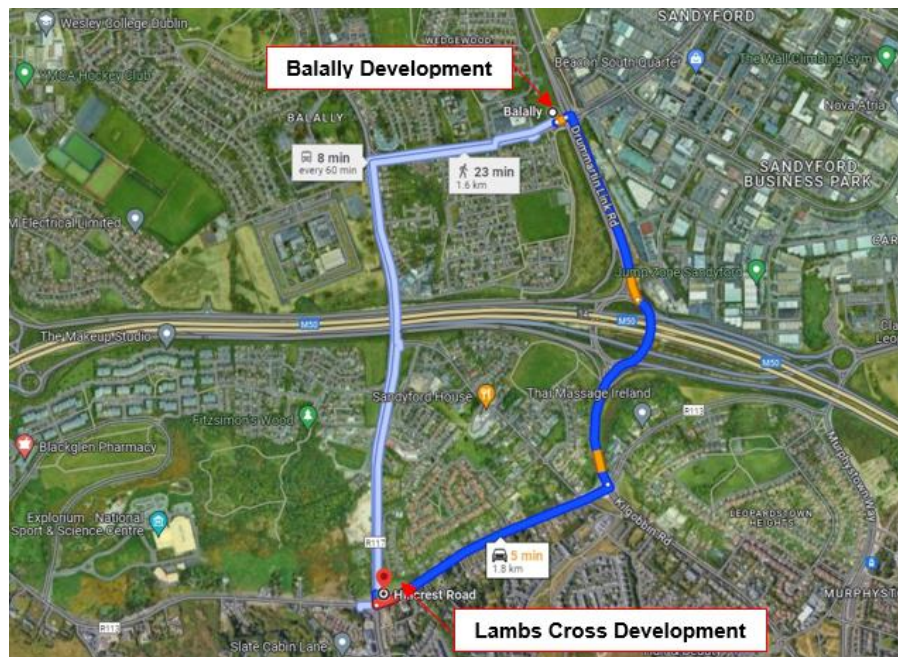 Wesley College Dublin
SANDYFORD
WEDGEWOOD
Balally Development
Beacon South Quarter
The Wall Climbing Gym
YMCA Hockey Club
Nova Atria
Balally
BALALLY
8 min
every 60 min
23 min
1.6 km
Drummartin Link Rd
SANDYFORD
BUSINESS PARK
M Electrical Limited
CAR
Jump Zone Sandyford
M50
M50
The Makeup Studio
M50
Sandyford House
Thai Massage Ireland
R113
Fitzsimon's Wood
Blackglen Pharmacy
Murphystown Way
Explorium - National
Sport & Science Centre
Kilgobbin Rd
LEOPARDSTOWN
HEIGHTS
R117
5 min
1.8 km
Hillcrest Road
MURPHYST
R113
Lambs Cross Development
Slate Cabin Lane